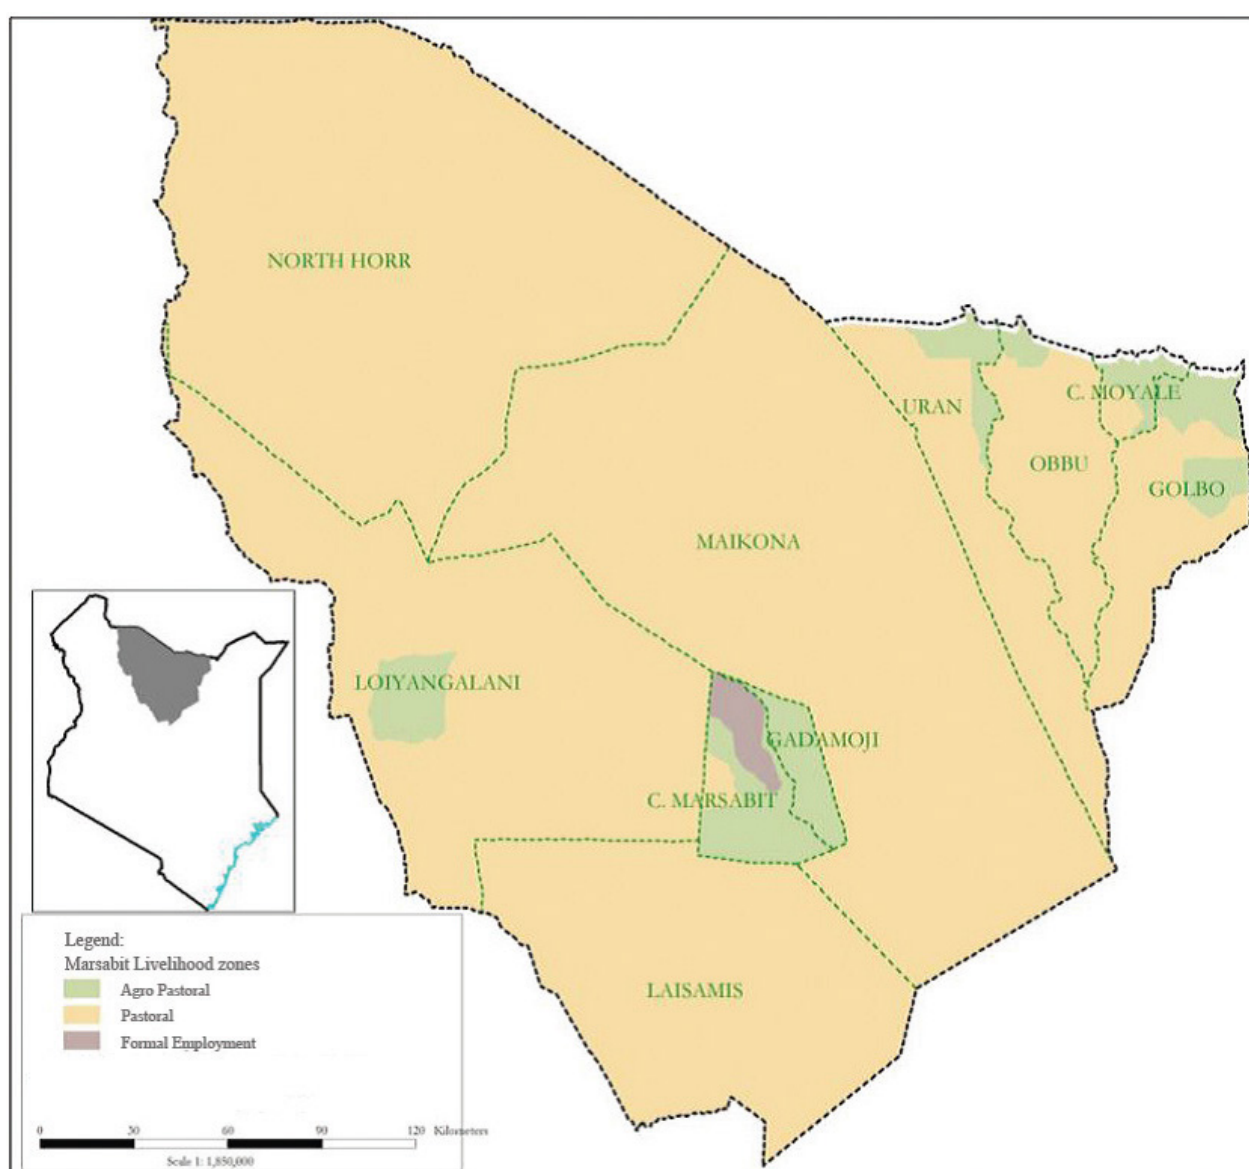 NORTH HORR
C. MOYALE
URAN
OBBU
GOLBO
MAIKONA
LOIYANGALANI
GADAMOJI
C. MARSABIT
LAISAMIS
Legend:
Marsabit Livelihood zones
Agro Pastoral
Pastoral
Formal Employment
0 30 60 90 120 Kilometers
Scale 1: 1,850,000